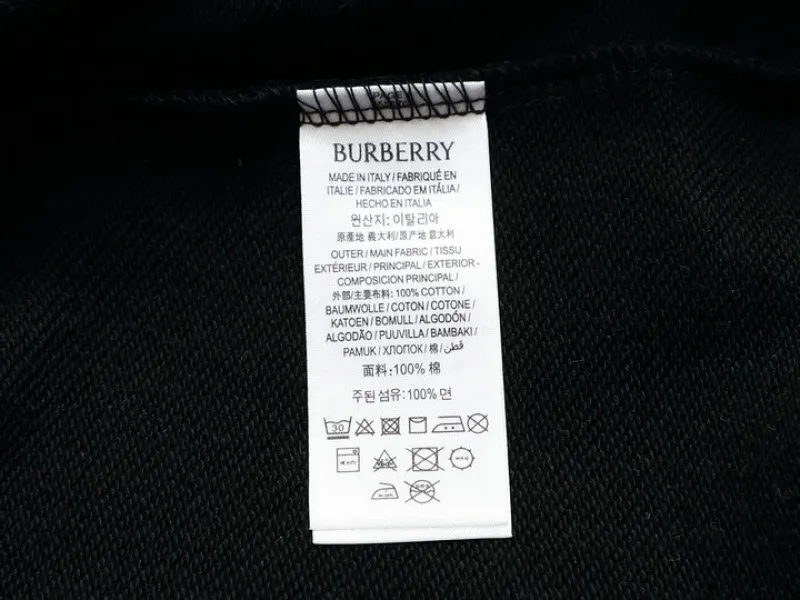 BURBERRY
MADE IN ITALY / FABRIQUÉ EN
ITALIE / FABRICADO EM ITÁLIA /
HECHO EN ITALIA
원산지: 이탈리아
原產地 義大利/原产地 意大利
OUTER / MAIN FABRIC / TISSU
EXTÉRIEUR / PRINCIPAL / EXTERIOR -
COMPOSICIÓN PRINCIPAL /
外部/主要布料: 100% COTTON /
BAUMWOLLE / COTON / COTONE /
KATOEN / BOMULL / ALGODÓN /
ALGODÃO / PUUVILLA / BAMBAKI /
PAMUK / ХЛОПОК / 棉 / قطن
面料:100% 棉
주된 섬유: 100% 면
30